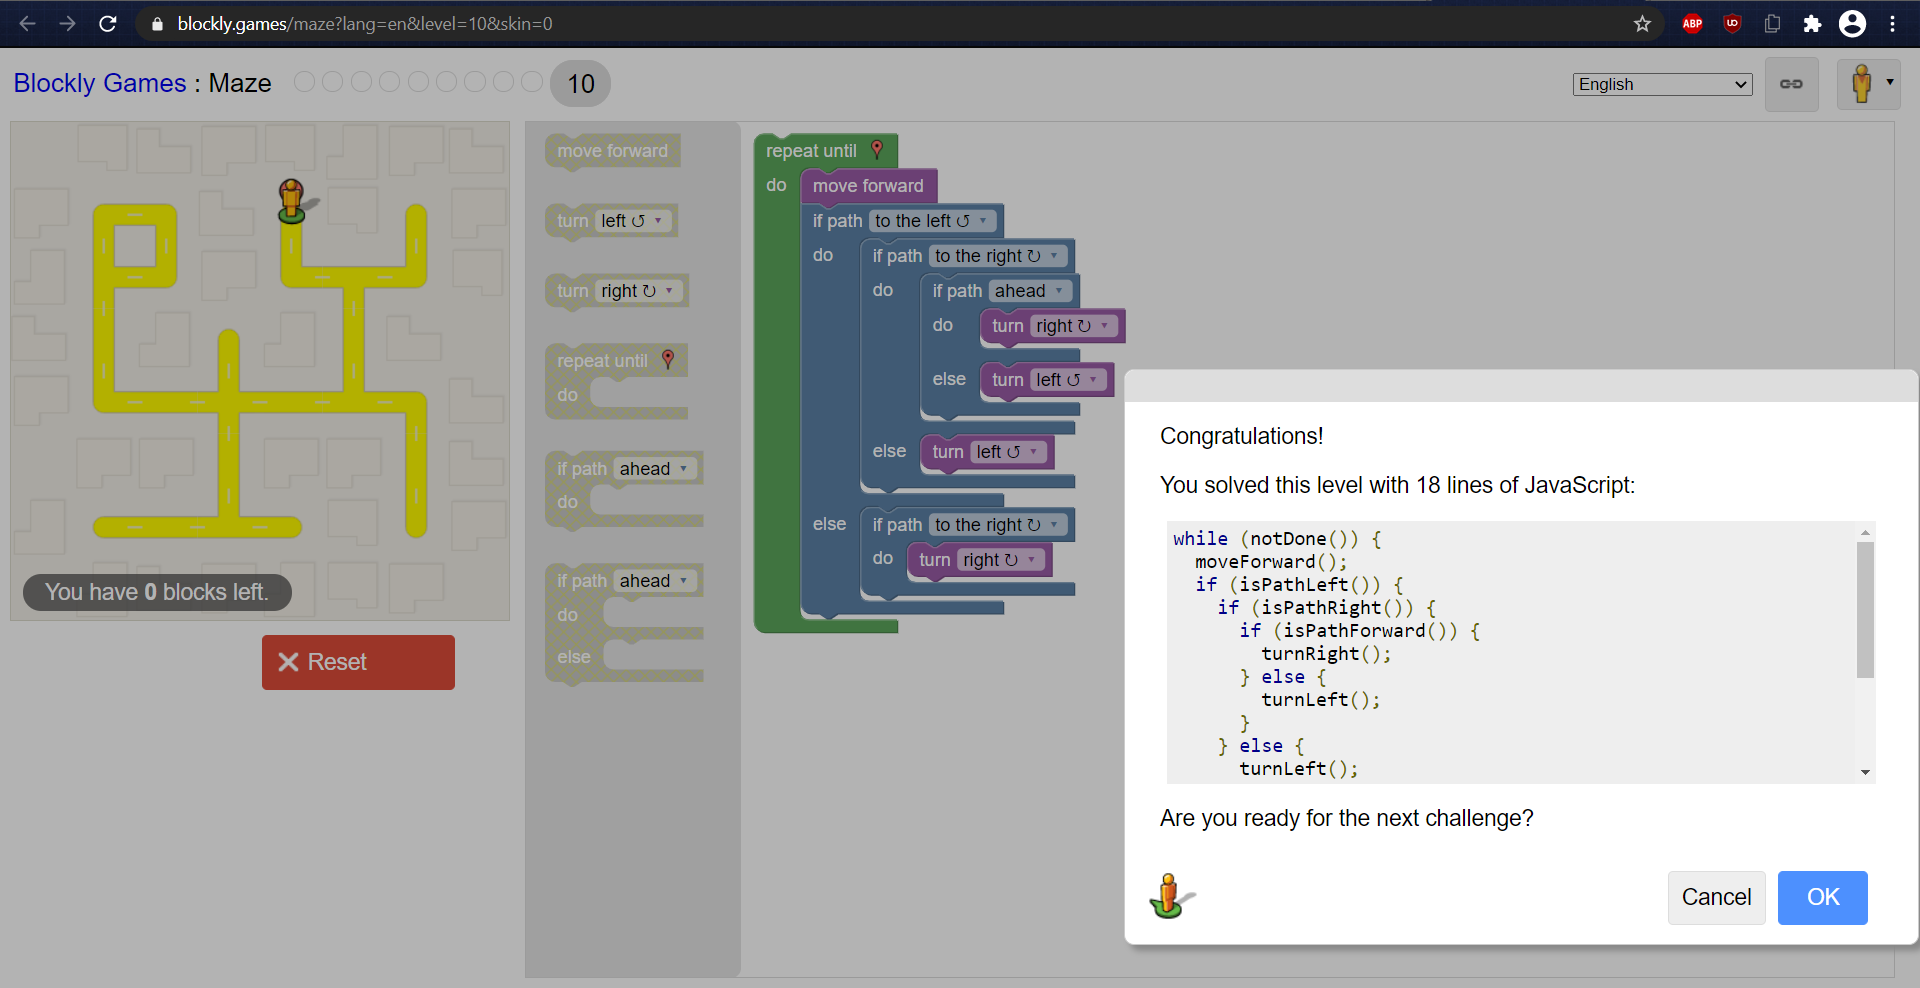 blockly.games/maze?lang=en&level=10&skin=0
ABP
UD
Blockly Games : Maze
10
English
You have 0 blocks left.
Reset
move forward
turn left ↺
turn right ↻
repeat until
do
if path ahead
do
if path ahead
do
else
repeat until
do move forward
if path to the left ↺
do if path to the right ↻
do if path ahead
do turn right ↻
else turn left ↺
else turn left ↺
else if path to the right ↻
do turn right ↻
Congratulations!
You solved this level with 18 lines of JavaScript:
while (notDone()) {
moveForward();
if (isPathLeft()) {
if (isPathRight()) {
if (isPathForward()) {
turnRight();
} else {
turnLeft();
}
} else {
turnLeft();
Are you ready for the next challenge?
Cancel
OK